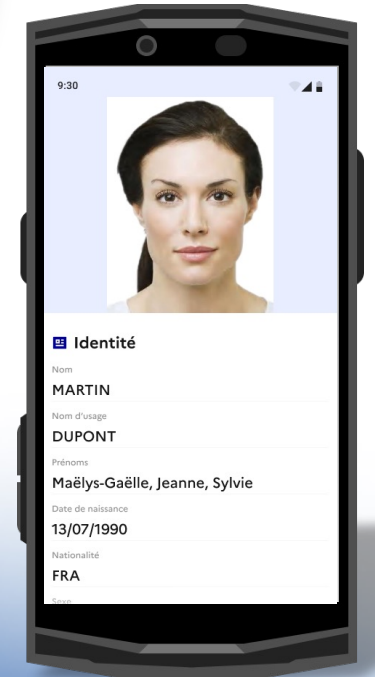 9:30
Identité
Nom
MARTIN
Nom d'usage
DUPONT
Prénoms
Maëlys-Gaëlle, Jeanne, Sylvie
Date de naissance
13/07/1990
Nationalité
FRA
Sexe